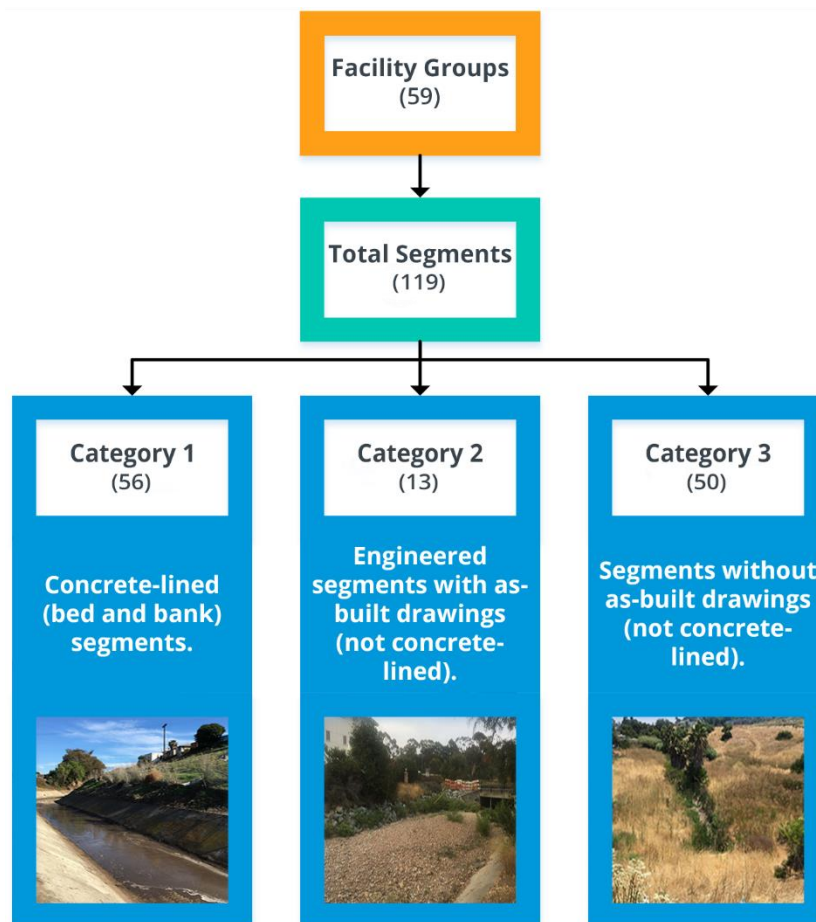 Facility Groups
(59)
Total Segments
(119)
Category 1
(56)
Category 2
(13)
Category 3
(50)
Concrete-lined
(bed and bank)
segments.
Engineered
segments with as-
built drawings
(not concrete-
lined).
Segments without
as-built drawings
(not concrete-
lined).